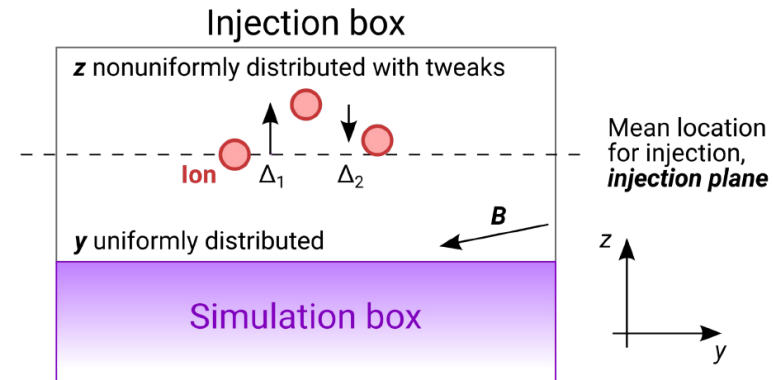 Injection box
z nonuniformly distributed with tweaks
Mean location
for injection,
injection plane
Ion
Δ1
Δ2
B
y uniformly distributed
z
Simulation box
y